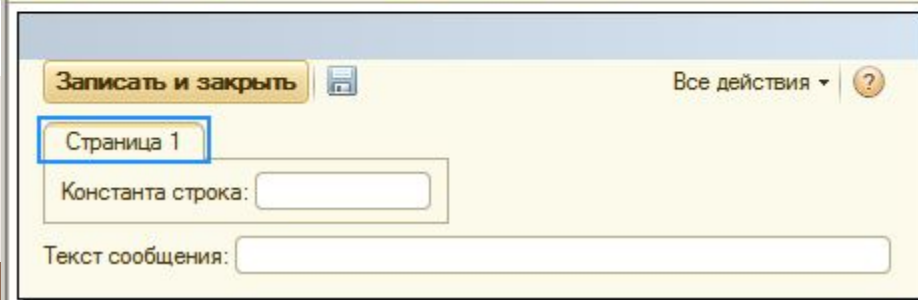 Записать и закрыть Все действия ?
Страница 1
Константа строка:
Текст сообщения: